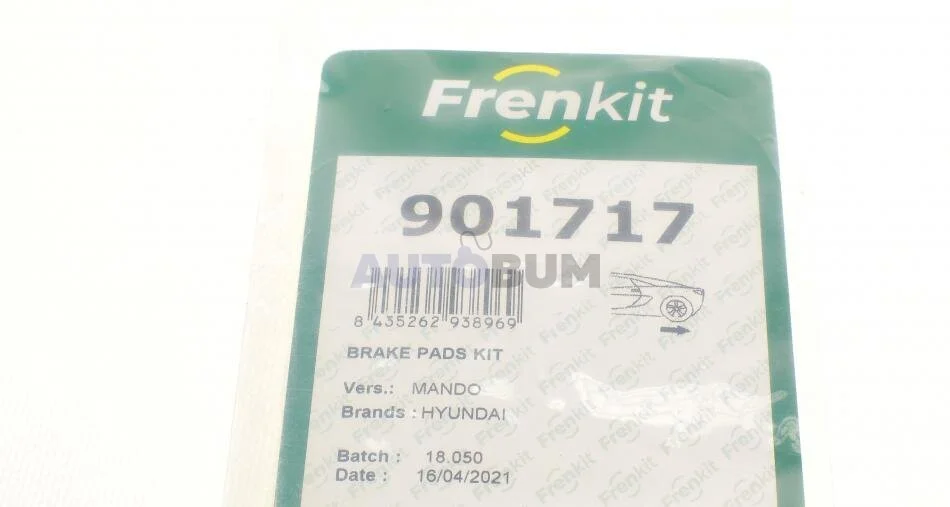 Frenkit
901717
AUTOBUM
8 435262 938969
BRAKE PADS KIT
Vers.: MANDO
Brands : HYUNDAI
Batch : 18.050
Date : 16/04/2021